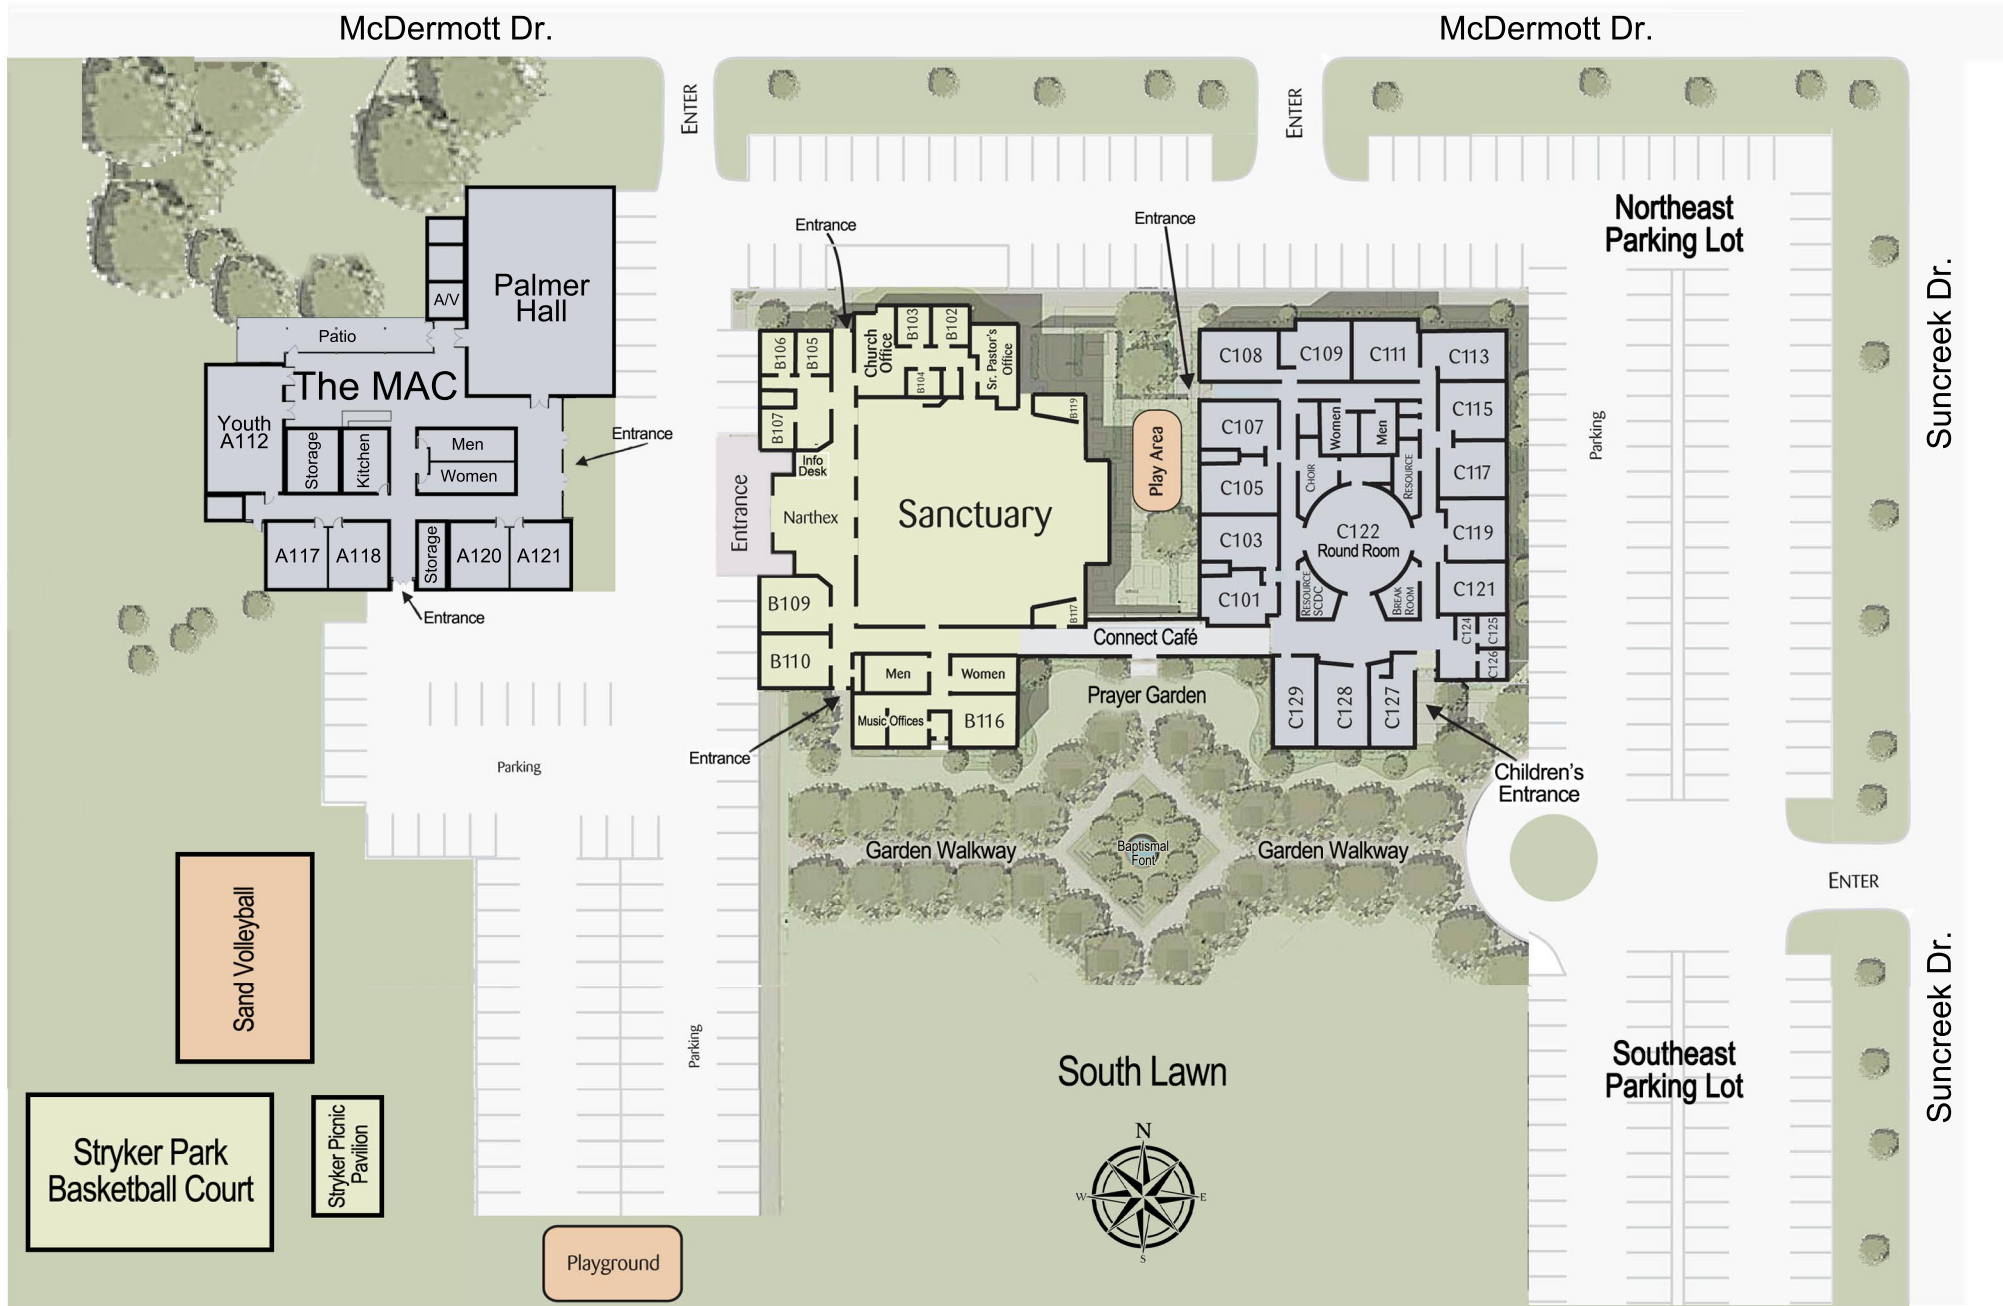 McDermott Dr.
McDermott Dr.
ENTER
ENTER
Northeast
Parking Lot
Suncreek Dr.
Parking
Palmer
Hall
A/V
Patio
The MAC
Youth
A112
Storage
Kitchen
Men
Women
Entrance
A117
A118
Storage
A120
A121
Entrance
Parking
Entrance
Entrance
B106
B105
Church
Office
B103
B102
B104
Sr. Pastor's
Office
B107
Info
Desk
Entrance
Narthex
Sanctuary
B119
B117
B109
B110
Men
Women
Music Offices
B116
Entrance
Play Area
Connect Café
Prayer Garden
C108
C109
C111
C113
C107
Women
Men
C115
C105
CHOIR
RESOURCE
C117
C103
C122
Round Room
C119
C101
RESOURCE
SCDC
BREAK
ROOM
C121
C124
C125
C126
C129
C128
C127
Children's
Entrance
Garden Walkway
Baptismal
Font
Garden Walkway
ENTER
Sand Volleyball
Parking
Stryker Park
Basketball Court
Stryker Picnic
Pavilion
Playground
South Lawn
N
W
E
S
Southeast
Parking Lot
Suncreek Dr.